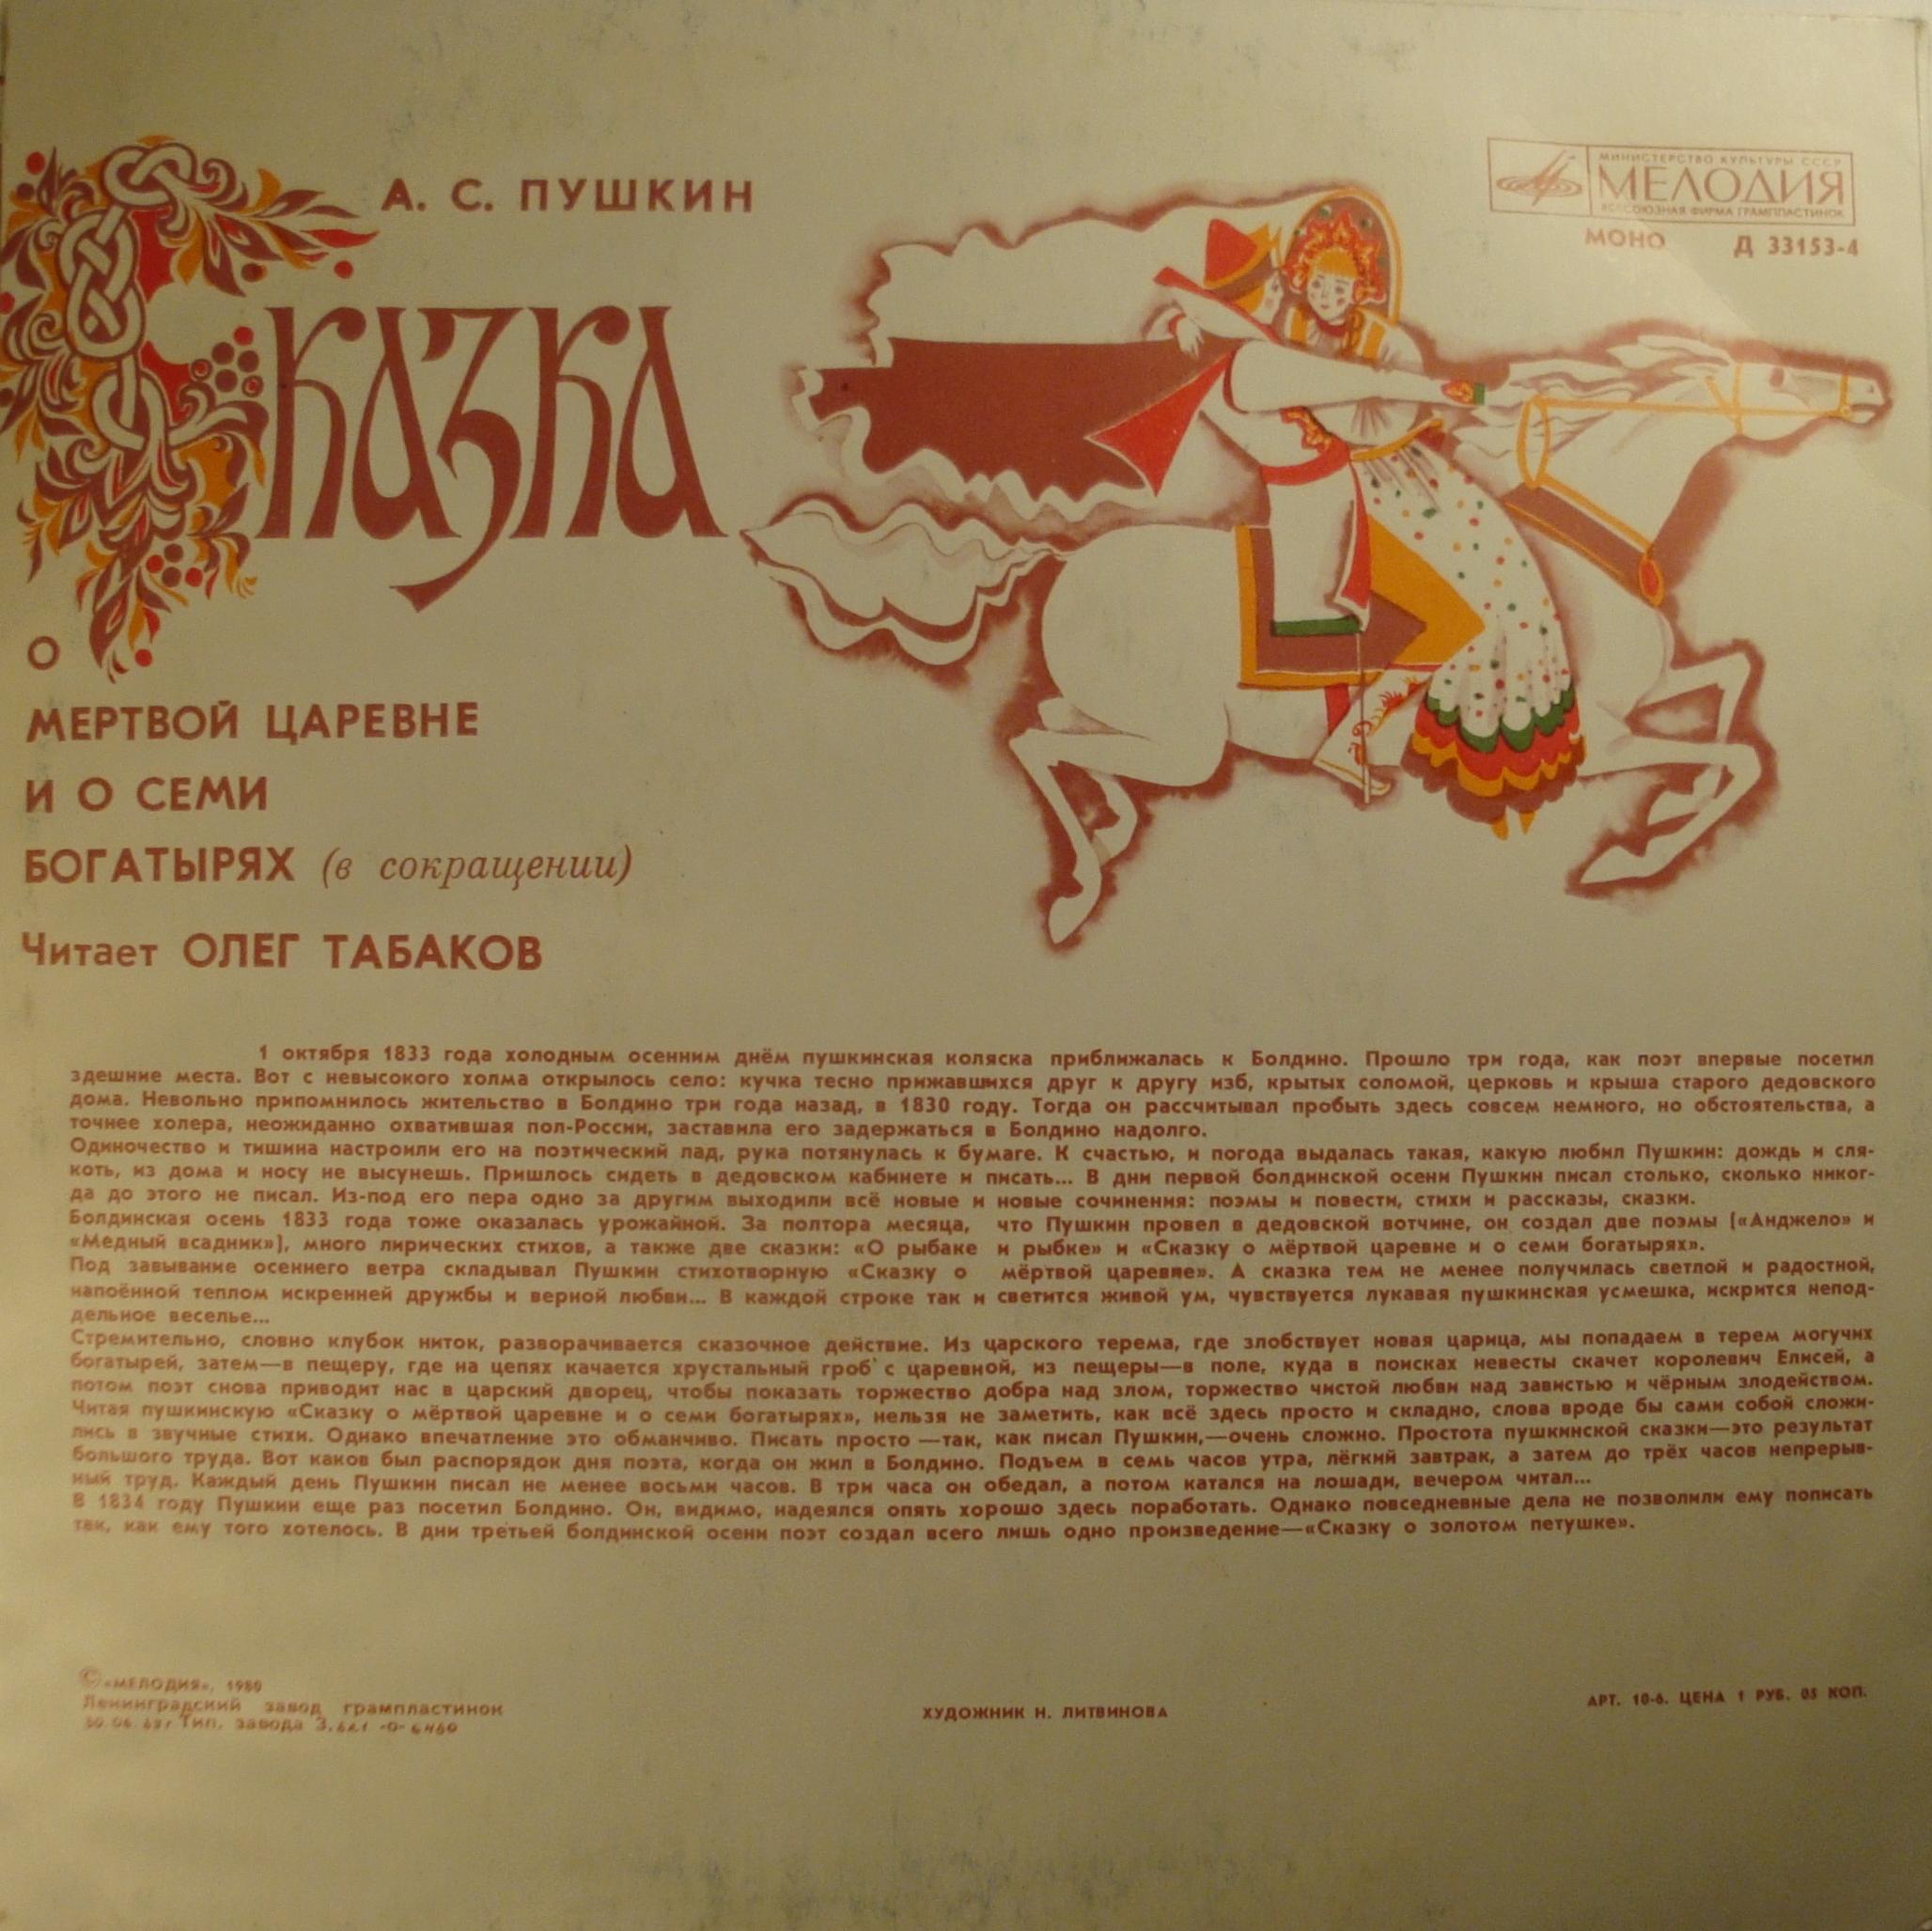 А. С. ПУШКИН
МИНИСТЕРСТВО КУЛЬТУРЫ СССР
МЕЛОДИЯ
ВСЕСОЮЗНАЯ ФИРМА ГРАМПЛАСТИНОК
МОНО Д 33153-4
Сказка
О
МЕРТВОЙ ЦАРЕВНЕ
И О СЕМИ
БОГАТЫРЯХ (в сокращении)
Читает ОЛЕГ ТАБАКОВ
1 октября 1833 года холодным осенним днём пушкинская коляска приближалась к Болдино. Прошло три года, как поэт впервые посетил
здешние места. Вот с невысокого холма открылось село: кучка тесно прижавшихся друг к другу изб, крытых соломой, церковь и крыша старого дедовского
дома. Невольно припомнилось жительство в Болдино три года назад, в 1830 году. Тогда он рассчитывал пробыть здесь совсем немного, но обстоятельства, а
точнее холера, неожиданно охватившая пол-России, заставила его задержаться в Болдино надолго.
Одиночество и тишина настроили его на поэтический лад, рука потянулась к бумаге. К счастью, и погода выдалась такая, какую любил Пушкин: дождь и сля-
коть, из дома и носу не высунешь. Пришлось сидеть в дедовском кабинете и писать... В дни первой болдинской осени Пушкин писал столько, сколько никог-
да до этого не писал. Из-под его пера одно за другим выходили всё новые и новые сочинения: поэмы и повести, стихи и рассказы, сказки.
Болдинская осень 1833 года тоже оказалась урожайной. За полтора месяца, что Пушкин провел в дедовской вотчине, он создал две поэмы («Анджело» и
«Медный всадник»), много лирических стихов, а также две сказки: «О рыбаке и рыбке» и «Сказку о мёртвой царевне и о семи богатырях».
Под завывание осеннего ветра складывал Пушкин стихотворную «Сказку о мёртвой царевне». А сказка тем не менее получилась светлой и радостной,
напоённой теплом искренней дружбы и верной любви... В каждой строке так и светится живой ум, чувствуется лукавая пушкинская усмешка, искрится непод-
дельное веселье...
Стремительно, словно клубок ниток, разворачивается сказочное действие. Из царского терема, где злобствует новая царица, мы попадаем в терем могучих
богатырей, затем—в пещеру, где на цепях качается хрустальный гроб с царевной, из пещеры—в поле, куда в поисках невесты скачет королевич Елисей, а
потом поэт снова приводит нас в царский дворец, чтобы показать торжество добра над злом, торжество чистой любви над завистью и чёрным злодейством.
Читая пушкинскую «Сказку о мёртвой царевне и о семи богатырях», нельзя не заметить, как всё здесь просто и складно, слова вроде бы сами собой сложи-
лись в звучные стихи. Однако впечатление это обманчиво. Писать просто —так, как писал Пушкин,—очень сложно. Простота пушкинской сказки—это результат
большого труда. Вот каков был распорядок дня поэта, когда он жил в Болдино. Подъем в семь часов утра, лёгкий завтрак, а затем до трёх часов непрерыв-
ный труд. Каждый день Пушкин писал не менее восьми часов. В три часа он обедал, а потом катался на лошади, вечером читал...
В 1834 году Пушкин еще раз посетил Болдино. Он, видимо, надеялся опять хорошо здесь поработать. Однако повседневные дела не позволили ему пописать
так, как ему того хотелось. В дни третьей болдинской осени поэт создал всего лишь одно произведение—«Сказку о золотом петушке».
© «МЕЛОДИЯ», 1980
Ленинградский завод грампластинок
Тип. завода З.
ХУДОЖНИК Н. ЛИТВИНОВА
АРТ. 10-6. ЦЕНА 1 РУБ. 05 КОП.